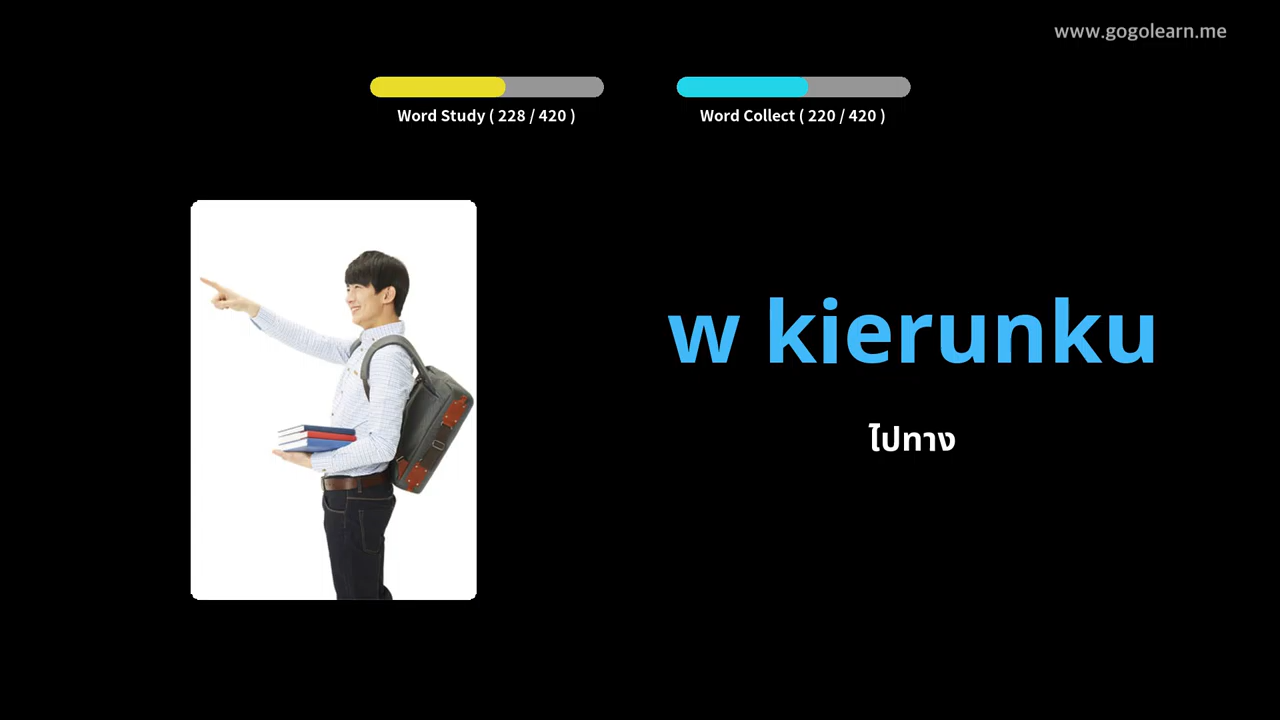 www.gogolearn.me
Word Study ( 228 / 420 )
Word Collect ( 220 / 420 )
w kierunku
ไปทาง